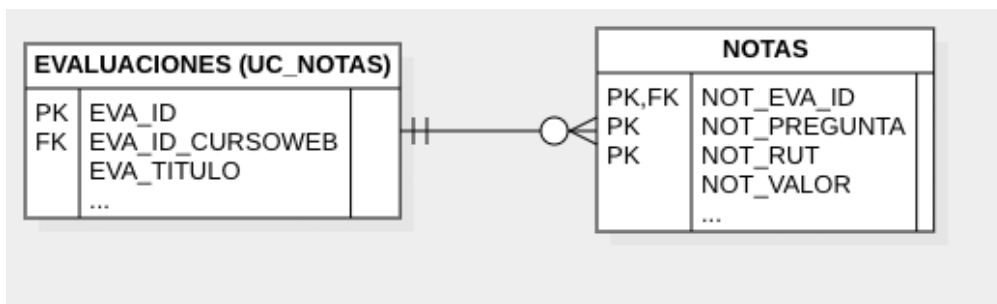 EVALUACIONES (UC_NOTAS)
PK EVA_ID
FK EVA_ID_CURSOWEB
EVA_TITULO
...
NOTAS
PK,FK NOT_EVA_ID
PK NOT_PREGUNTA
PK NOT_RUT
NOT_VALOR
...